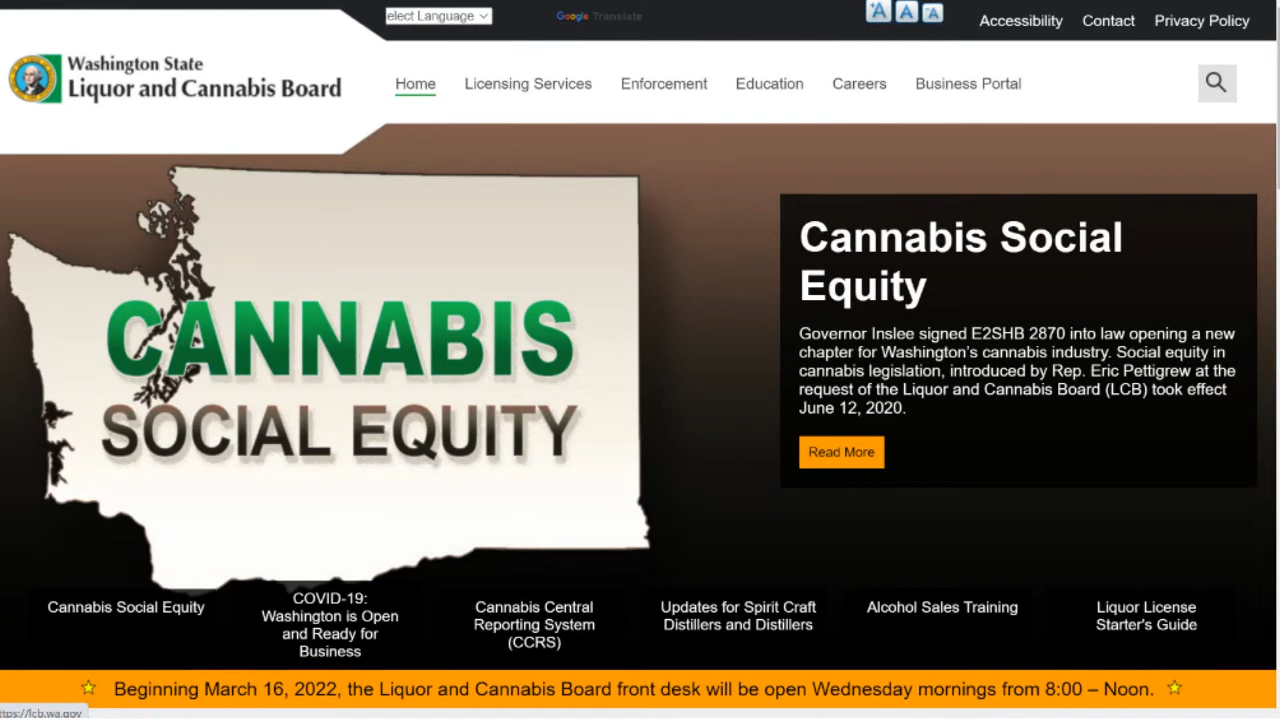 elect Language
Google Translate
+A A -A
Accessibility Contact Privacy Policy
Washington State
Liquor and Cannabis Board
Home Licensing Services Enforcement Education Careers Business Portal
CANNABIS
SOCIAL EQUITY
Cannabis Social
Equity
Governor Inslee signed E2SHB 2870 into law opening a new
chapter for Washington's cannabis industry. Social equity in
cannabis legislation, introduced by Rep. Eric Pettigrew at the
request of the Liquor and Cannabis Board (LCB) took effect
June 12, 2020.
Read More
Cannabis Social Equity
COVID-19:
Washington is Open
and Ready for
Business
Cannabis Central
Reporting System
(CCRS)
Updates for Spirit Craft
Distillers and Distillers
Alcohol Sales Training
Liquor License
Starter's Guide
Beginning March 16, 2022, the Liquor and Cannabis Board front desk will be open Wednesday mornings from 8:00 – Noon.
ttps://lcb.wa.gov